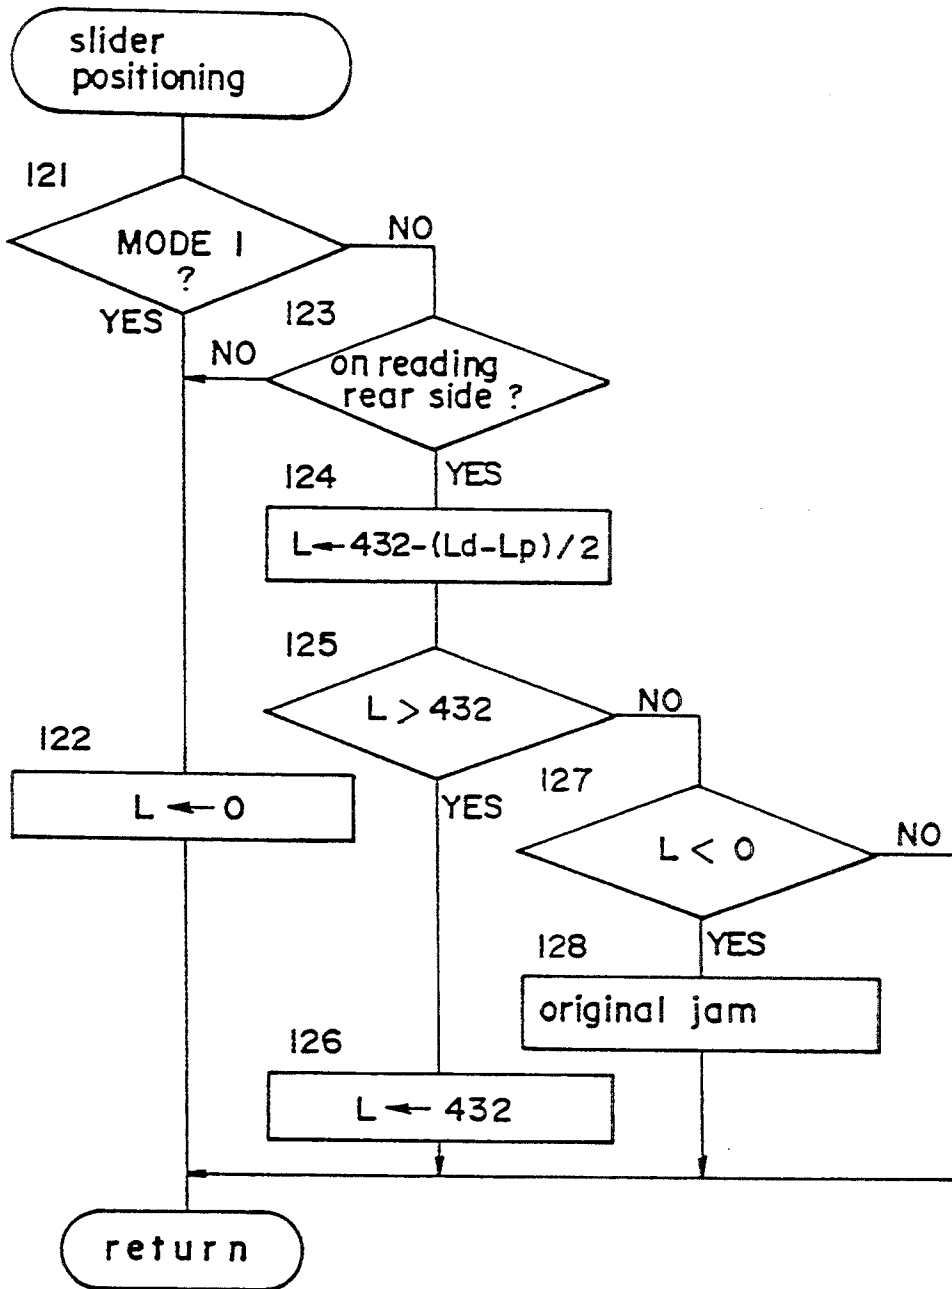 slider
positioning
121
MODE 1
?
NO
YES
123
NO
on reading
rear side ?
YES
124
L←432-(Ld-Lp)/2
125
L > 432
NO
YES
122
L ← 0
127
L < 0
NO
YES
128
original jam
126
L ← 432
return